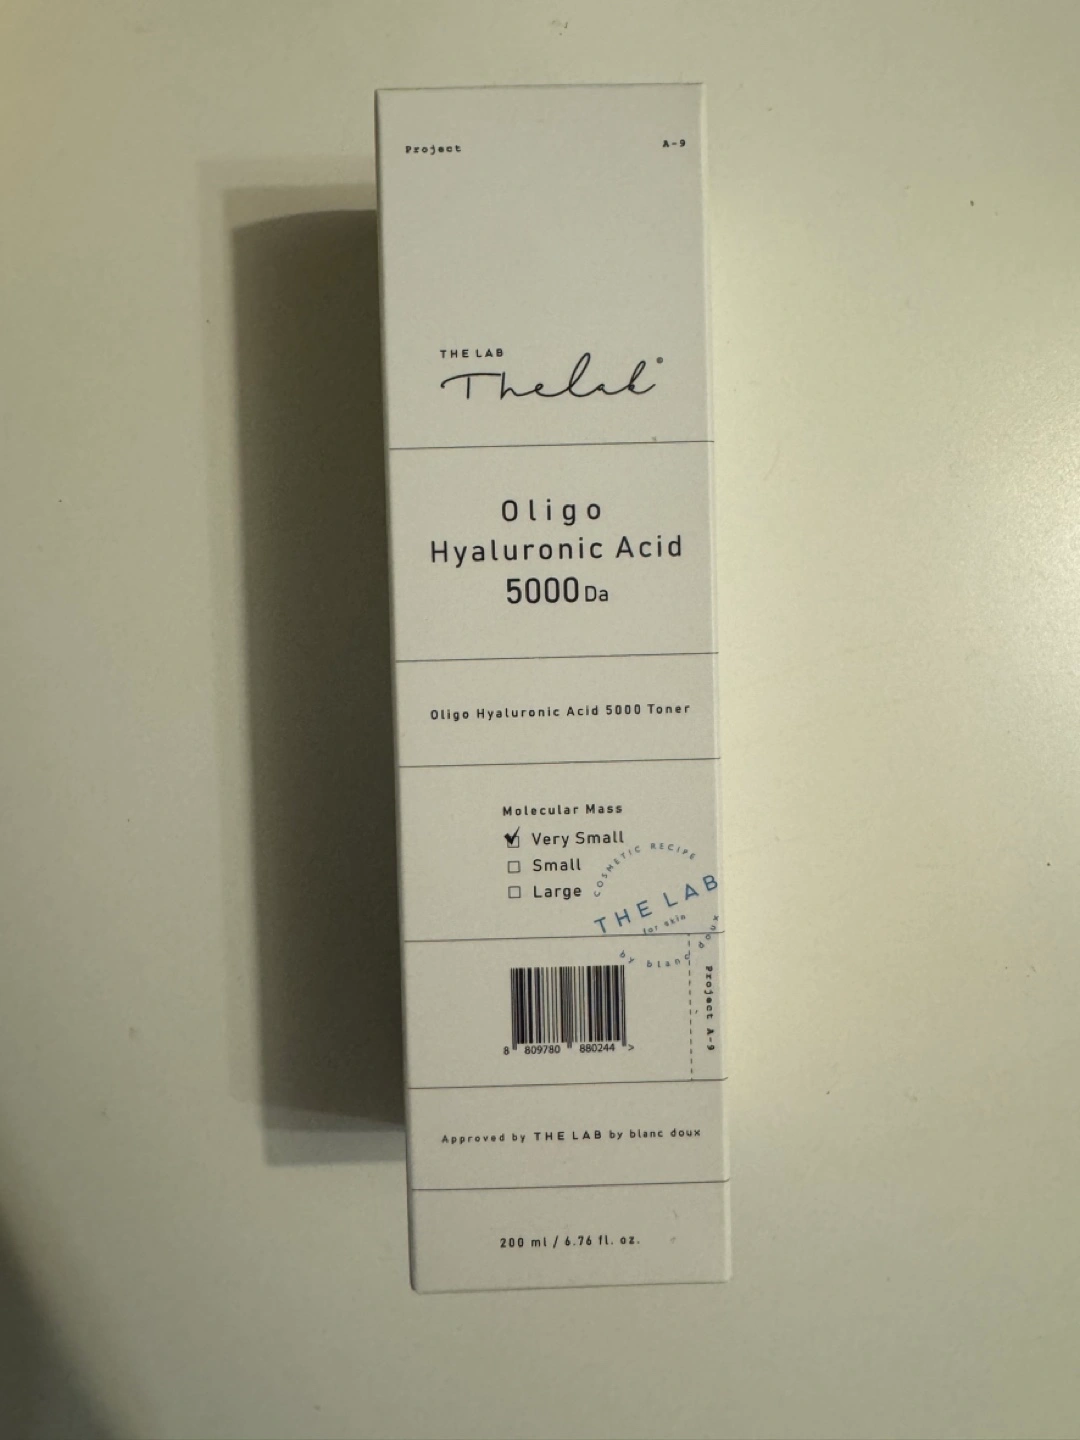 Project
A-9
THE LAB
Thelab
Oligo
Hyaluronic Acid
5000 Da
Oligo Hyaluronic Acid 5000 Toner
Molecular Mass
Very Small
Small
Large
COSMETIC RECIPE
THE LAB
for skin
by blanc doux
Project A-9
8 809780 880244 >
Approved by THE LAB by blanc doux
200 ml / 6.76 fl. oz.